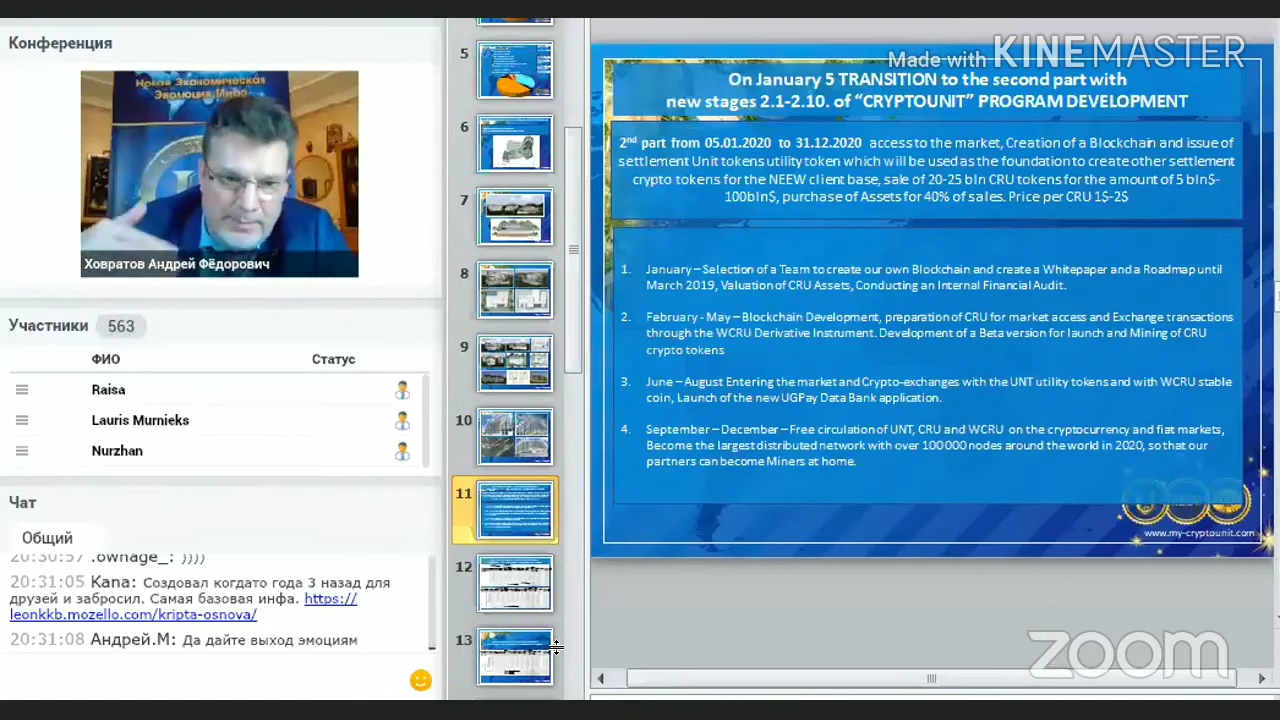 Конференция
Новая Экономическая
Эволюция Мира
Ховратов Андрей Фёдорович
Участники 563
ФИО Статус
Raisa
Lauris Murnieks
Nurzhan
Чат
Общий
20:30:57 .ownage_: ))))
20:31:05 Kana: Создовал когдато года 3 назад для
друзей и забросил. Самая базовая инфа. https://
leonkkb.mozello.com/kripta-osnova/
20:31:08 Андрей.М: Да дайте выход эмоциям
5
6
7
8
9
10
11
12
13
Made with KINEMASTER
On January 5 TRANSITION to the second part with
new stages 2.1-2.10. of “CRYPTOUNIT” PROGRAM DEVELOPMENT
2nd part from 05.01.2020 to 31.12.2020 access to the market, Creation of a Blockchain and issue of
settlement Unit tokens utility token which will be used as the foundation to create other settlement
crypto tokens for the NEEW client base, sale of 20-25 bln CRU tokens for the amount of 5 bln$-
100bln$, purchase of Assets for 40% of sales. Price per CRU 1$-2$
1. January – Selection of a Team to create our own Blockchain and create a Whitepaper and a Roadmap until
March 2019, Valuation of CRU Assets, Conducting an Internal Financial Audit.
2. February - May – Blockchain Development, preparation of CRU for market access and Exchange transactions
through the WCRU Derivative Instrument. Development of a Beta version for launch and Mining of CRU
crypto tokens
3. June – August Entering the market and Crypto-exchanges with the UNT utility tokens and with WCRU stable
coin, Launch of the new UGPay Data Bank application.
4. September – December – Free circulation of UNT, CRU and WCRU on the cryptocurrency and fiat markets,
Become the largest distributed network with over 100 000 nodes around the world in 2020, so that our
partners can become Miners at home.
www.my-cryptounit.com
zoom